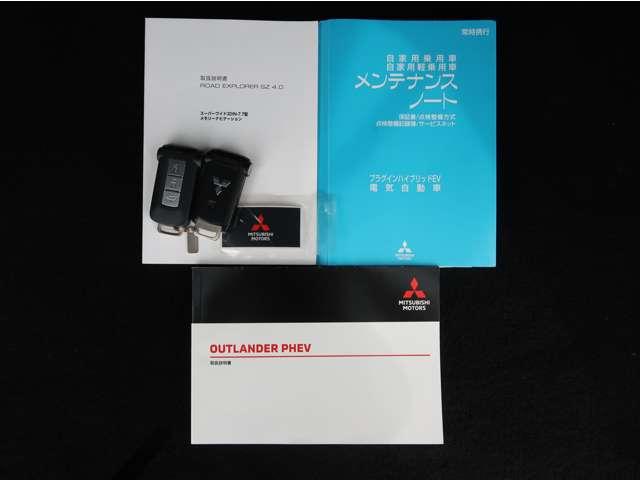 取扱説明書
ROAD EXPLORER SZ 4.0
スーパーワイドZOIN-7.7型
メモリーナビゲーション
MITSUBISHI
MOTORS
常時携行
自家用乗用車
自家用軽乗用車
メンテナンス
ノート
保証書/点検整備方式
点検整備記録簿/サービスネット
プラグインハイブリッドEV
電気自動車
MITSUBISHI
MOTORS
OUTLANDER PHEV
取扱説明書